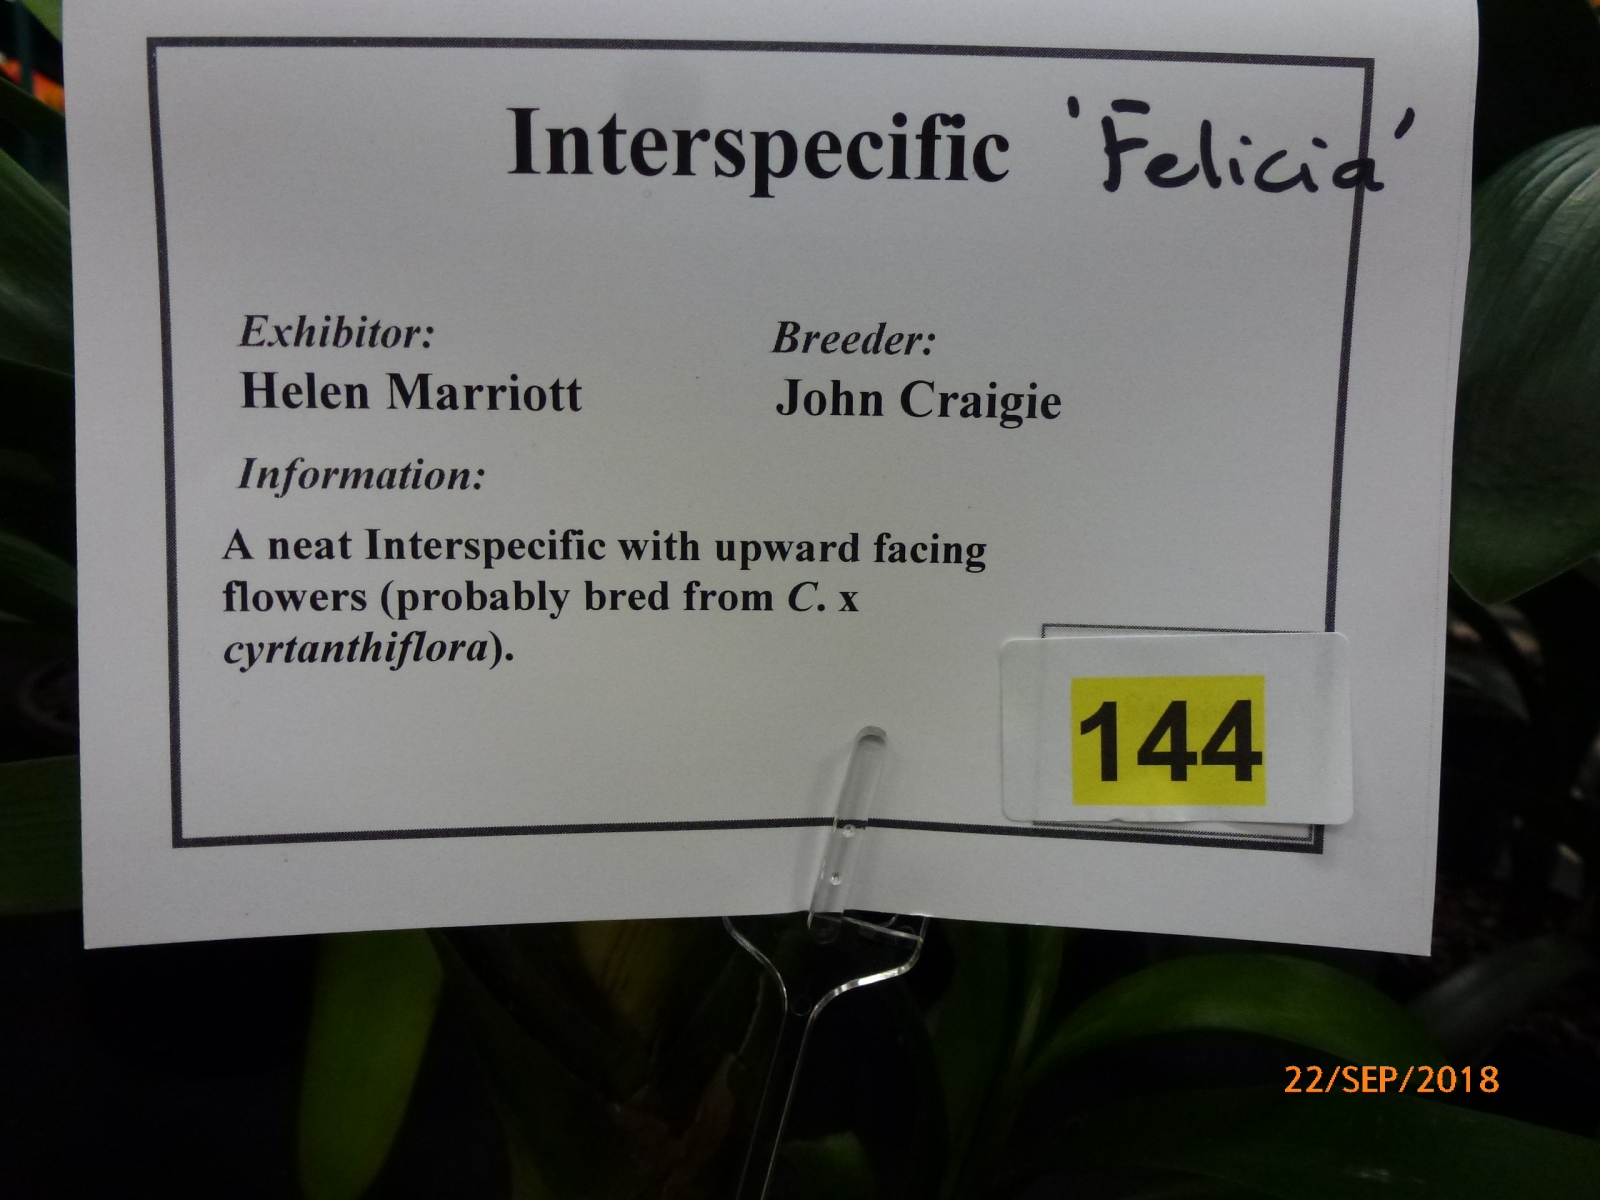 Interspecific 'Felicia'
Exhibitor:
Helen Marriott
Breeder:
John Craigie
Information:
A neat Interspecific with upward facing
flowers (probably bred from C. x
cyrtanthiflora).
144
22/SEP/2018